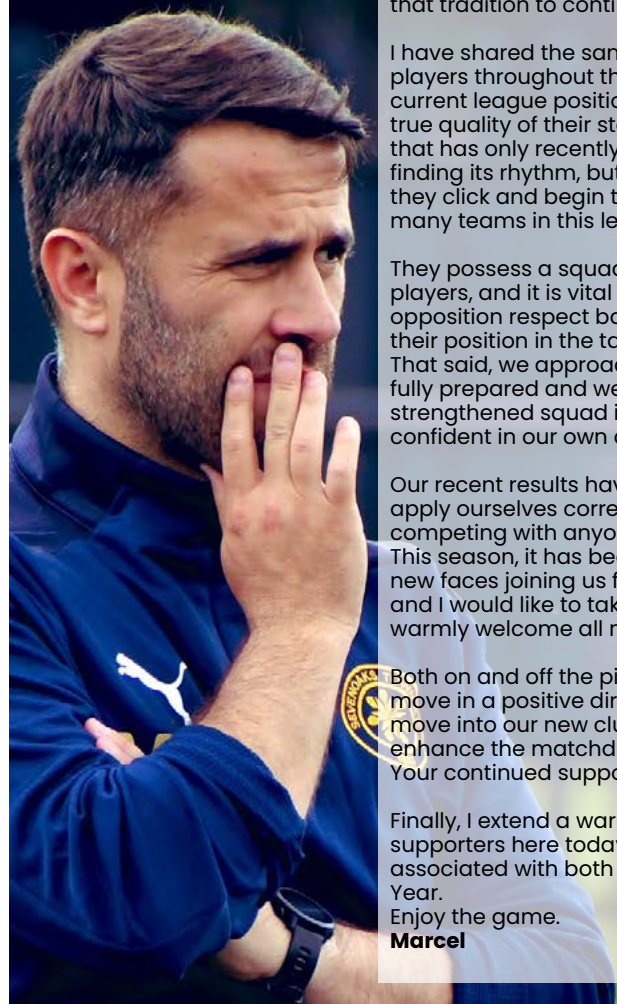 that tradition to conti
I have shared the sam
players throughout th
current league positio
true quality of their st
that has only recently
finding its rhythm, but
they click and begin t
many teams in this le
They possess a squad
players, and it is vital
opposition respect ba
their position in the ta
That said, we approac
fully prepared and we
strengthened squad i
confident in our own
Our recent results hav
apply ourselves corre
competing with anyo
This season, it has bee
new faces joining us f
and I would like to tak
warmly welcome all n
Both on and off the pi
move in a positive dir
move into our new clu
enhance the matchd
Your continued suppo
Finally, I extend a war
supporters here today
associated with both
Year.
Enjoy the game.
Marcel
SEVENOAKS